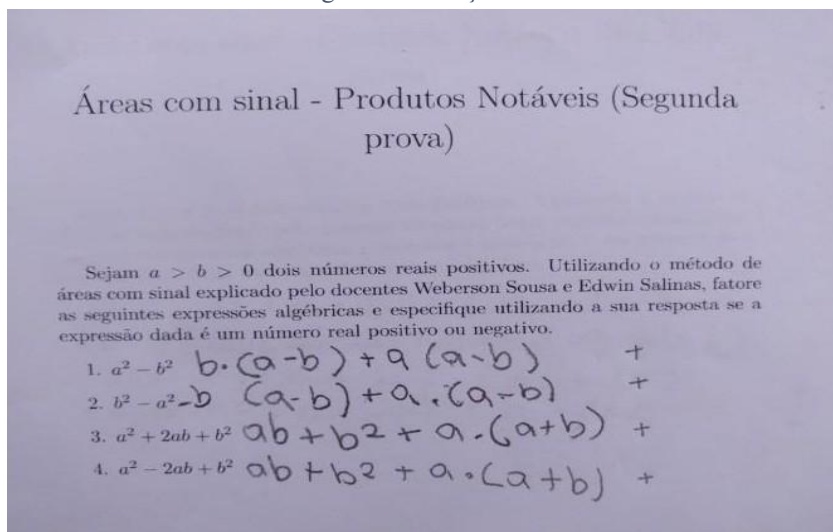 Áreas com sinal - Produtos Notáveis (Segunda
prova)
Sejam a > b > 0 dois números reais positivos. Utilizando o método de
áreas com sinal explicado pelo docentes Weberson Sousa e Edwin Salinas, fatore
as seguintes expressões algébricas e especifique utilizando a sua resposta se a
expressão dada é um número real positivo ou negativo.
1. a² − b² b.(a-b) + a (a-b) +
2. b² − a² -b (a-b) + a.(a-b) +
3. a² + 2ab + b² ab + b2 + a.(a+b) +
4. a² − 2ab + b² ab + b2 + a.(a+b) +